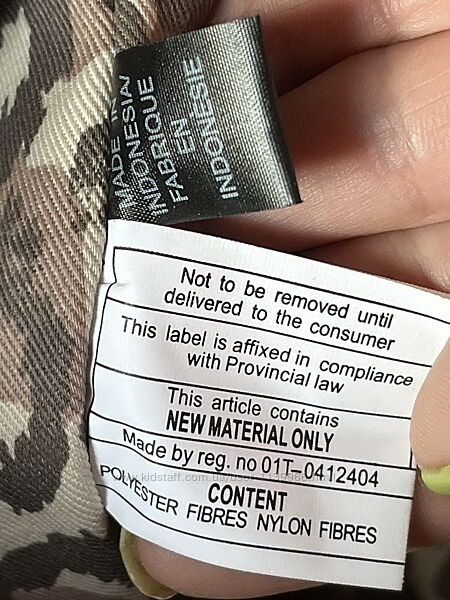 MADE IN
INDONESIA/
FABRIQUE
EN
INDONESIE
Not to be removed until
delivered to the consumer
This label is affixed in compliance
with Provincial law
This article contains
NEW MATERIAL ONLY
Made by reg. no 01T-0412404
CONTENT
POLYESTER FIBRES NYLON FIBRES